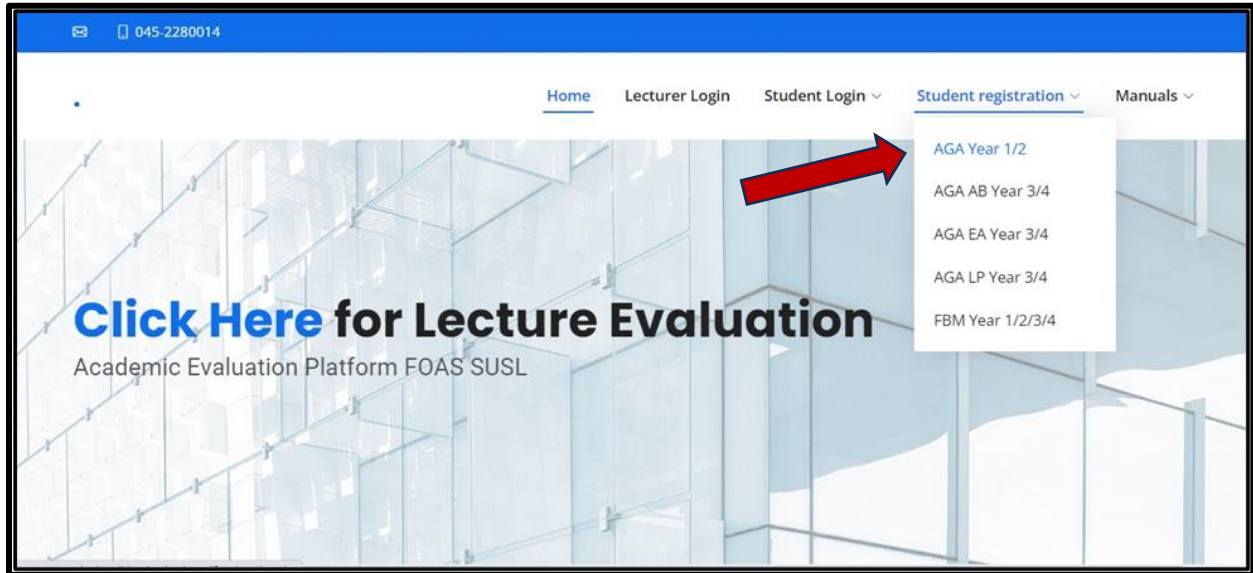 045-2280014
Home Lecturer Login Student Login Student registration Manuals
AGA Year 1/2
AGA AB Year 3/4
AGA EA Year 3/4
AGA LP Year 3/4
FBM Year 1/2/3/4
Click Here for Lecture Evaluation
Academic Evaluation Platform FOAS SUSL